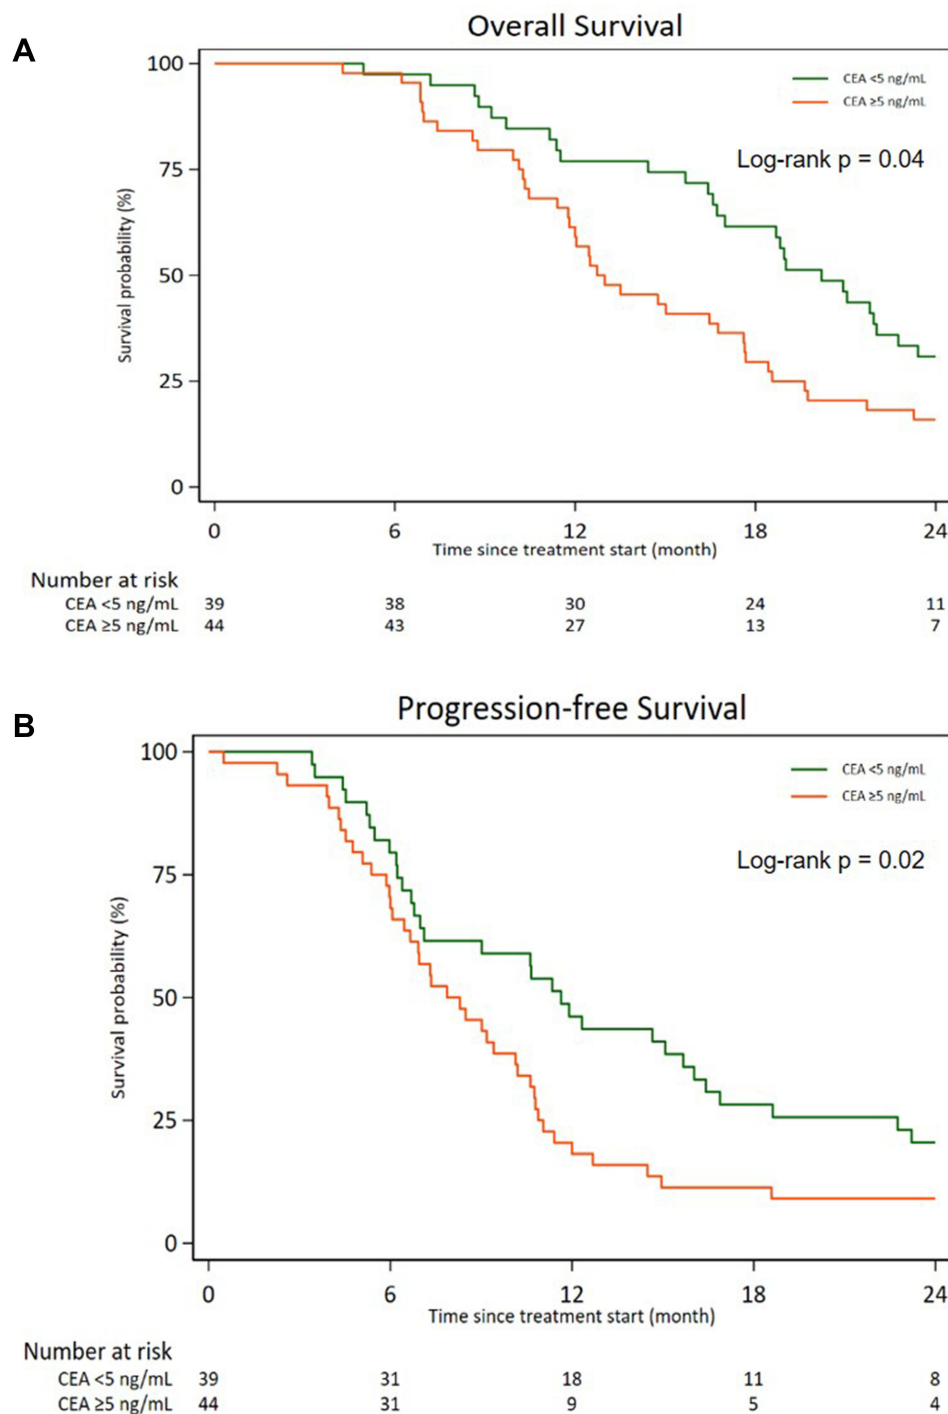 A
Overall Survival
CEA <5 ng/mL
CEA ≥5 ng/mL
Log-rank p = 0.04
Survival probability (%)
100
75
50
25
0
0 6 12 18 24
Time since treatment start (month)
Number at risk
CEA <5 ng/mL 39 38 30 24 11
CEA ≥5 ng/mL 44 43 27 13 7
B
Progression-free Survival
CEA <5 ng/mL
CEA ≥5 ng/mL
Log-rank p = 0.02
Survival probability (%)
100
75
50
25
0
0 6 12 18 24
Time since treatment start (month)
Number at risk
CEA <5 ng/mL 39 31 18 11 8
CEA ≥5 ng/mL 44 31 9 5 4